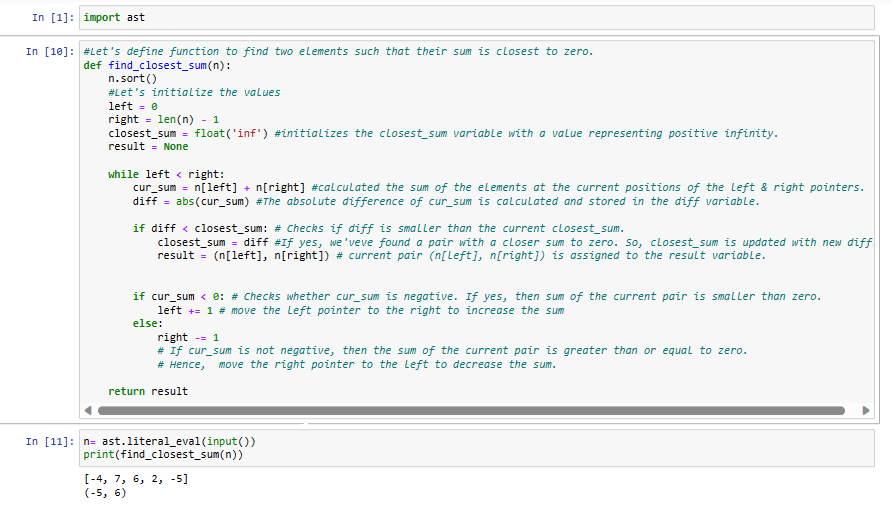 In [1]: import ast
In [10]: #Let's define function to find two elements such that their sum is closest to zero.
def find_closest_sum(n):
    n.sort()
    #Let's initialize the values
    left = 0
    right = len(n) - 1
    closest_sum = float('inf') #initializes the closest_sum variable with a value representing positive infinity.
    result = None
    while left < right:
        cur_sum = n[left] + n[right] #calculated the sum of the elements at the current positions of the left & right pointers.
        diff = abs(cur_sum) #The absolute difference of cur_sum is calculated and stored in the diff variable.
        if diff < closest_sum: # Checks if diff is smaller than the current closest_sum.
            closest_sum = diff #If yes, we'veve found a pair with a closer sum to zero. So, closest_sum is updated with new diff
            result = (n[left], n[right]) # current pair (n[left], n[right]) is assigned to the result variable.
        if cur_sum < 0: # Checks whether cur_sum is negative. If yes, then sum of the current pair is smaller than zero.
            left += 1 # move the left pointer to the right to increase the sum
        else:
            right -= 1
            # If cur_sum is not negative, then the sum of the current pair is greater than or equal to zero.
            # Hence,  move the right pointer to the left to decrease the sum.
    return result
In [11]: n= ast.literal_eval(input())
print(find_closest_sum(n))
[-4, 7, 6, 2, -5]
(-5, 6)